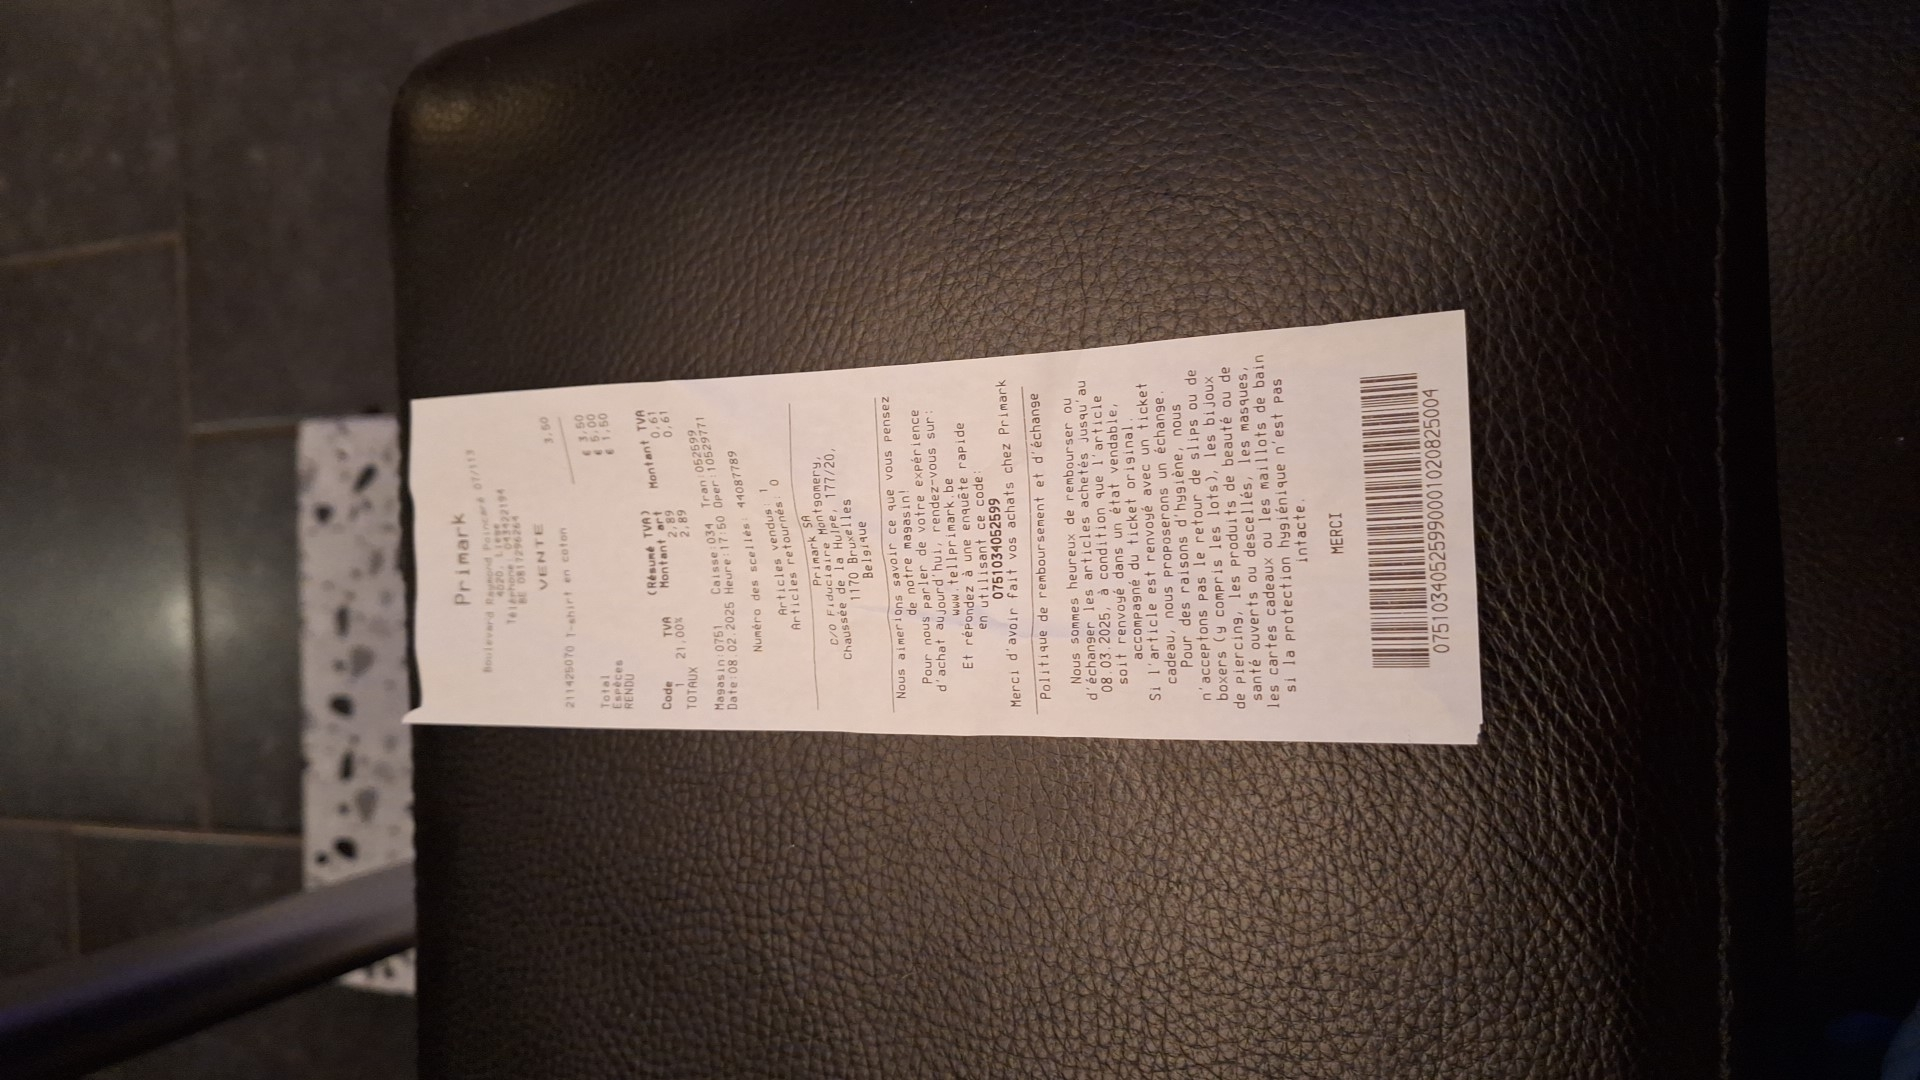 Primark
Boulevard Raymond Poincaré 07/113
4020, Liege
Téléphone 043422194
BE 0817296264
VENTE
211425070 T-shirt en coton 3,50
Total € 3,50
Espèces € 5,00
RENDU € 1,50
(Résumé TVA)
Code TVA Montant art Montant TVA
1 21,00% 2,89 0,61
TOTAUX 2,89 0,61
Magasin:0751 Caisse:034 Tran:052599
Date:08.02.2025 Heure:17:50 Oper:10529771
Numéro des scellés: 44087789
Articles vendus: 1
Articles retournés: 0
Primark SA
C/O Fiduciaire Montgomery,
Chaussée de la Hulpe, 177/20,
1170 Bruxelles
Belgique
Nous aimerions savoir ce que vous pensez
de notre magasin!
Pour nous parler de votre expérience
d'achat aujourd'hui, rendez-vous sur:
www.tellprimark.be
Et répondez à une enquête rapide
en utilisant ce code:
0751034052599
Merci d'avoir fait vos achats chez Primark
Politique de remboursement et d'échange
Nous sommes heureux de rembourser ou
d'échanger les articles achetés jusqu'au
08.03.2025, à condition que l'article
soit renvoyé dans un état vendable,
accompagné du ticket original.
Si l'article est renvoyé avec un ticket
cadeau, nous proposerons un échange.
Pour des raisons d'hygiène, nous
n'acceptons pas le retour de slips ou de
boxers (y compris les lots), les bijoux
de piercing, les produits de beauté ou de
santé ouverts ou descellés, les masques,
les cartes cadeaux ou les maillots de bain
si la protection hygiénique n'est pas
intacte.
MERCI
0751034052599000102082500​4